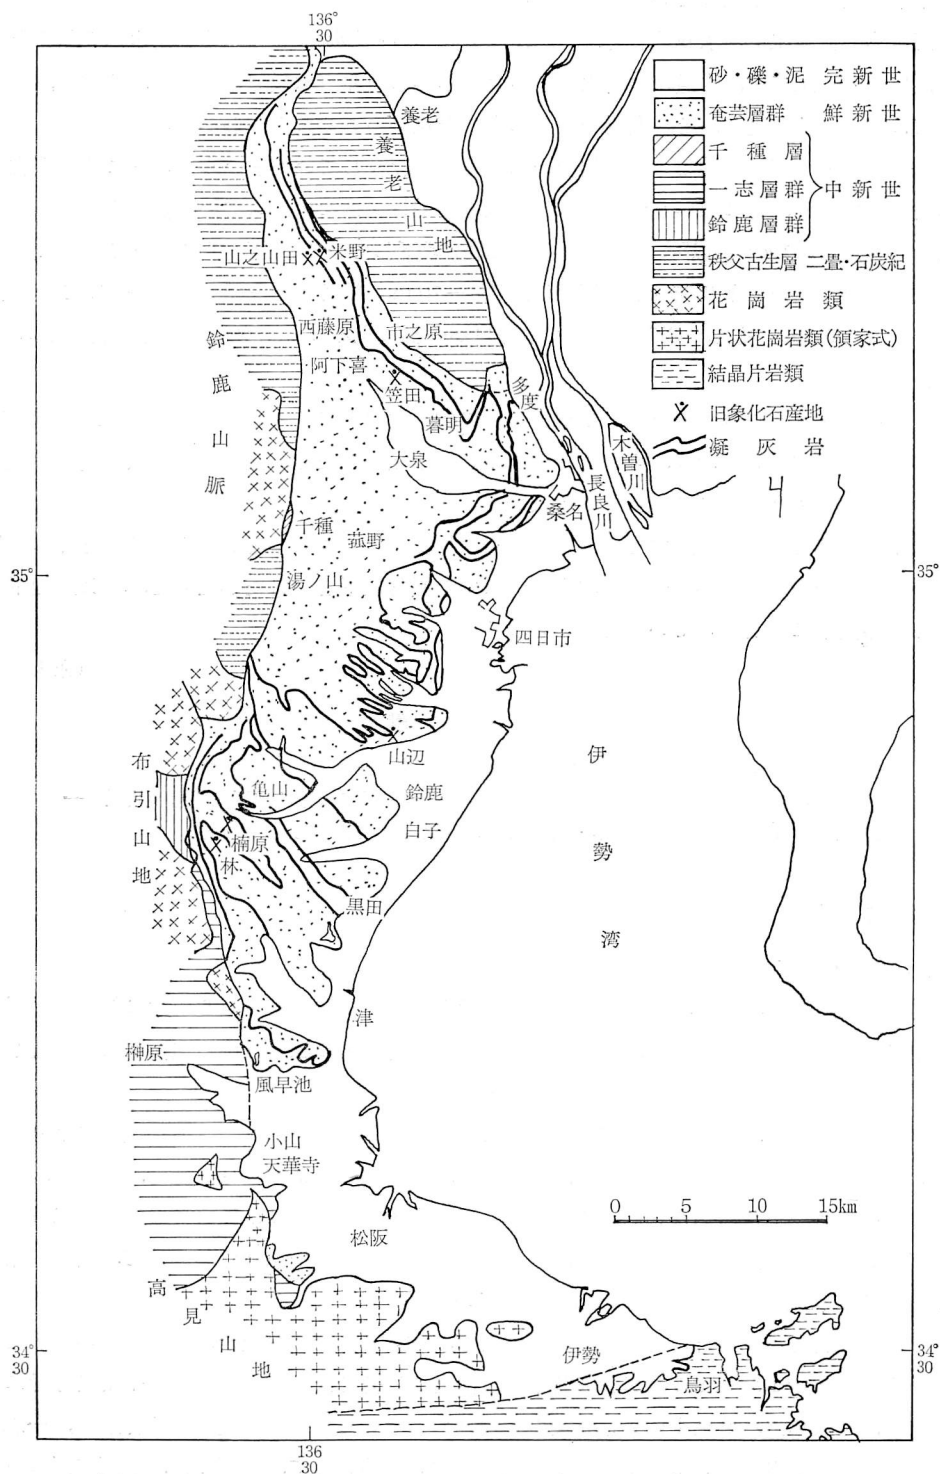 136°
30
砂・礫・泥 完新世
奄芸層群 鮮新世
千種層
一志層群 中新世
鈴鹿層群
秩父古生層 二畳・石炭紀
花崗岩類
片状花崗岩類(領家式)
結晶片岩類
旧象化石産地
凝灰岩
養老
養老山地
山之山田
米野
鈴鹿山脈
西藤原
市之原
阿下喜
笠田
多度
暮明
大泉
木曽川
長良川
桑名
千種
菰野
35°
35°
湯ノ山
四日市
山辺
布引山地
亀山
鈴鹿
白子
楠原
林
黒田
伊勢湾
津
榊原
風早池
小山
天華寺
0 5 10 15km
松阪
高見山地
伊勢
鳥羽
34°
30
34°
30
136
30